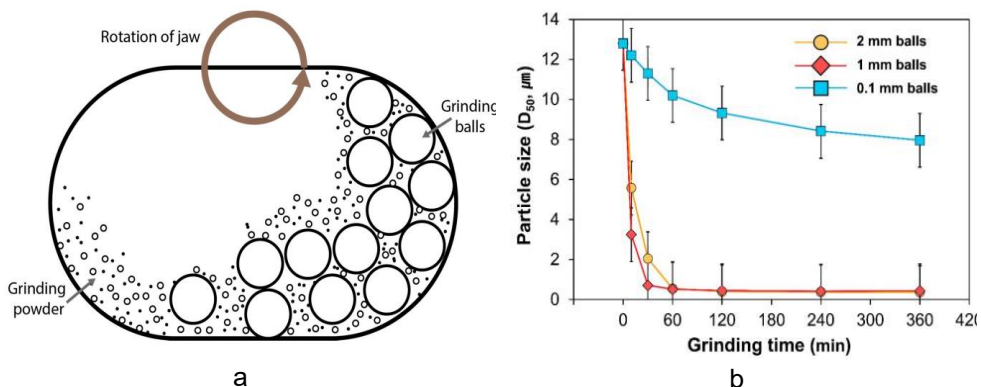 Rotation of jaw
Grinding
balls
Grinding
powder
a
14
12
10
8
6
4
2
0
Particle size (D50, μm)
2 mm balls
1 mm balls
0.1 mm balls
0 60 120 180 240 300 360 420
Grinding time (min)
b